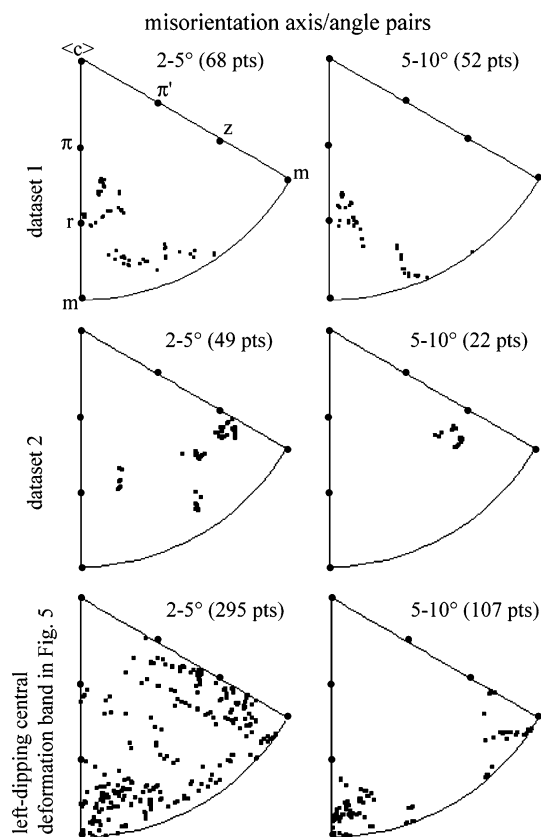 misorientation axis/angle pairs
<c>
2-5° (68 pts)
5-10° (52 pts)
π'
z
π
m
r
m
dataset 1
2-5° (49 pts)
5-10° (22 pts)
dataset 2
2-5° (295 pts)
5-10° (107 pts)
left-dipping central
deformation band in Fig. 5